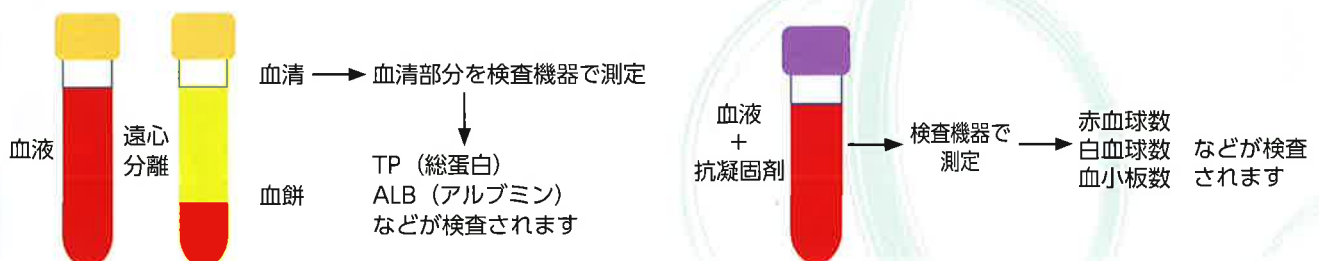 血液
遠心
分離
血清
血清部分を検査機器で測定
血餅
TP（総蛋白）
ALB（アルブミン）
などが検査されます
血液
+
抗凝固剤
検査機器で
測定
赤血球数
白血球数 などが検査
血小板数 されます